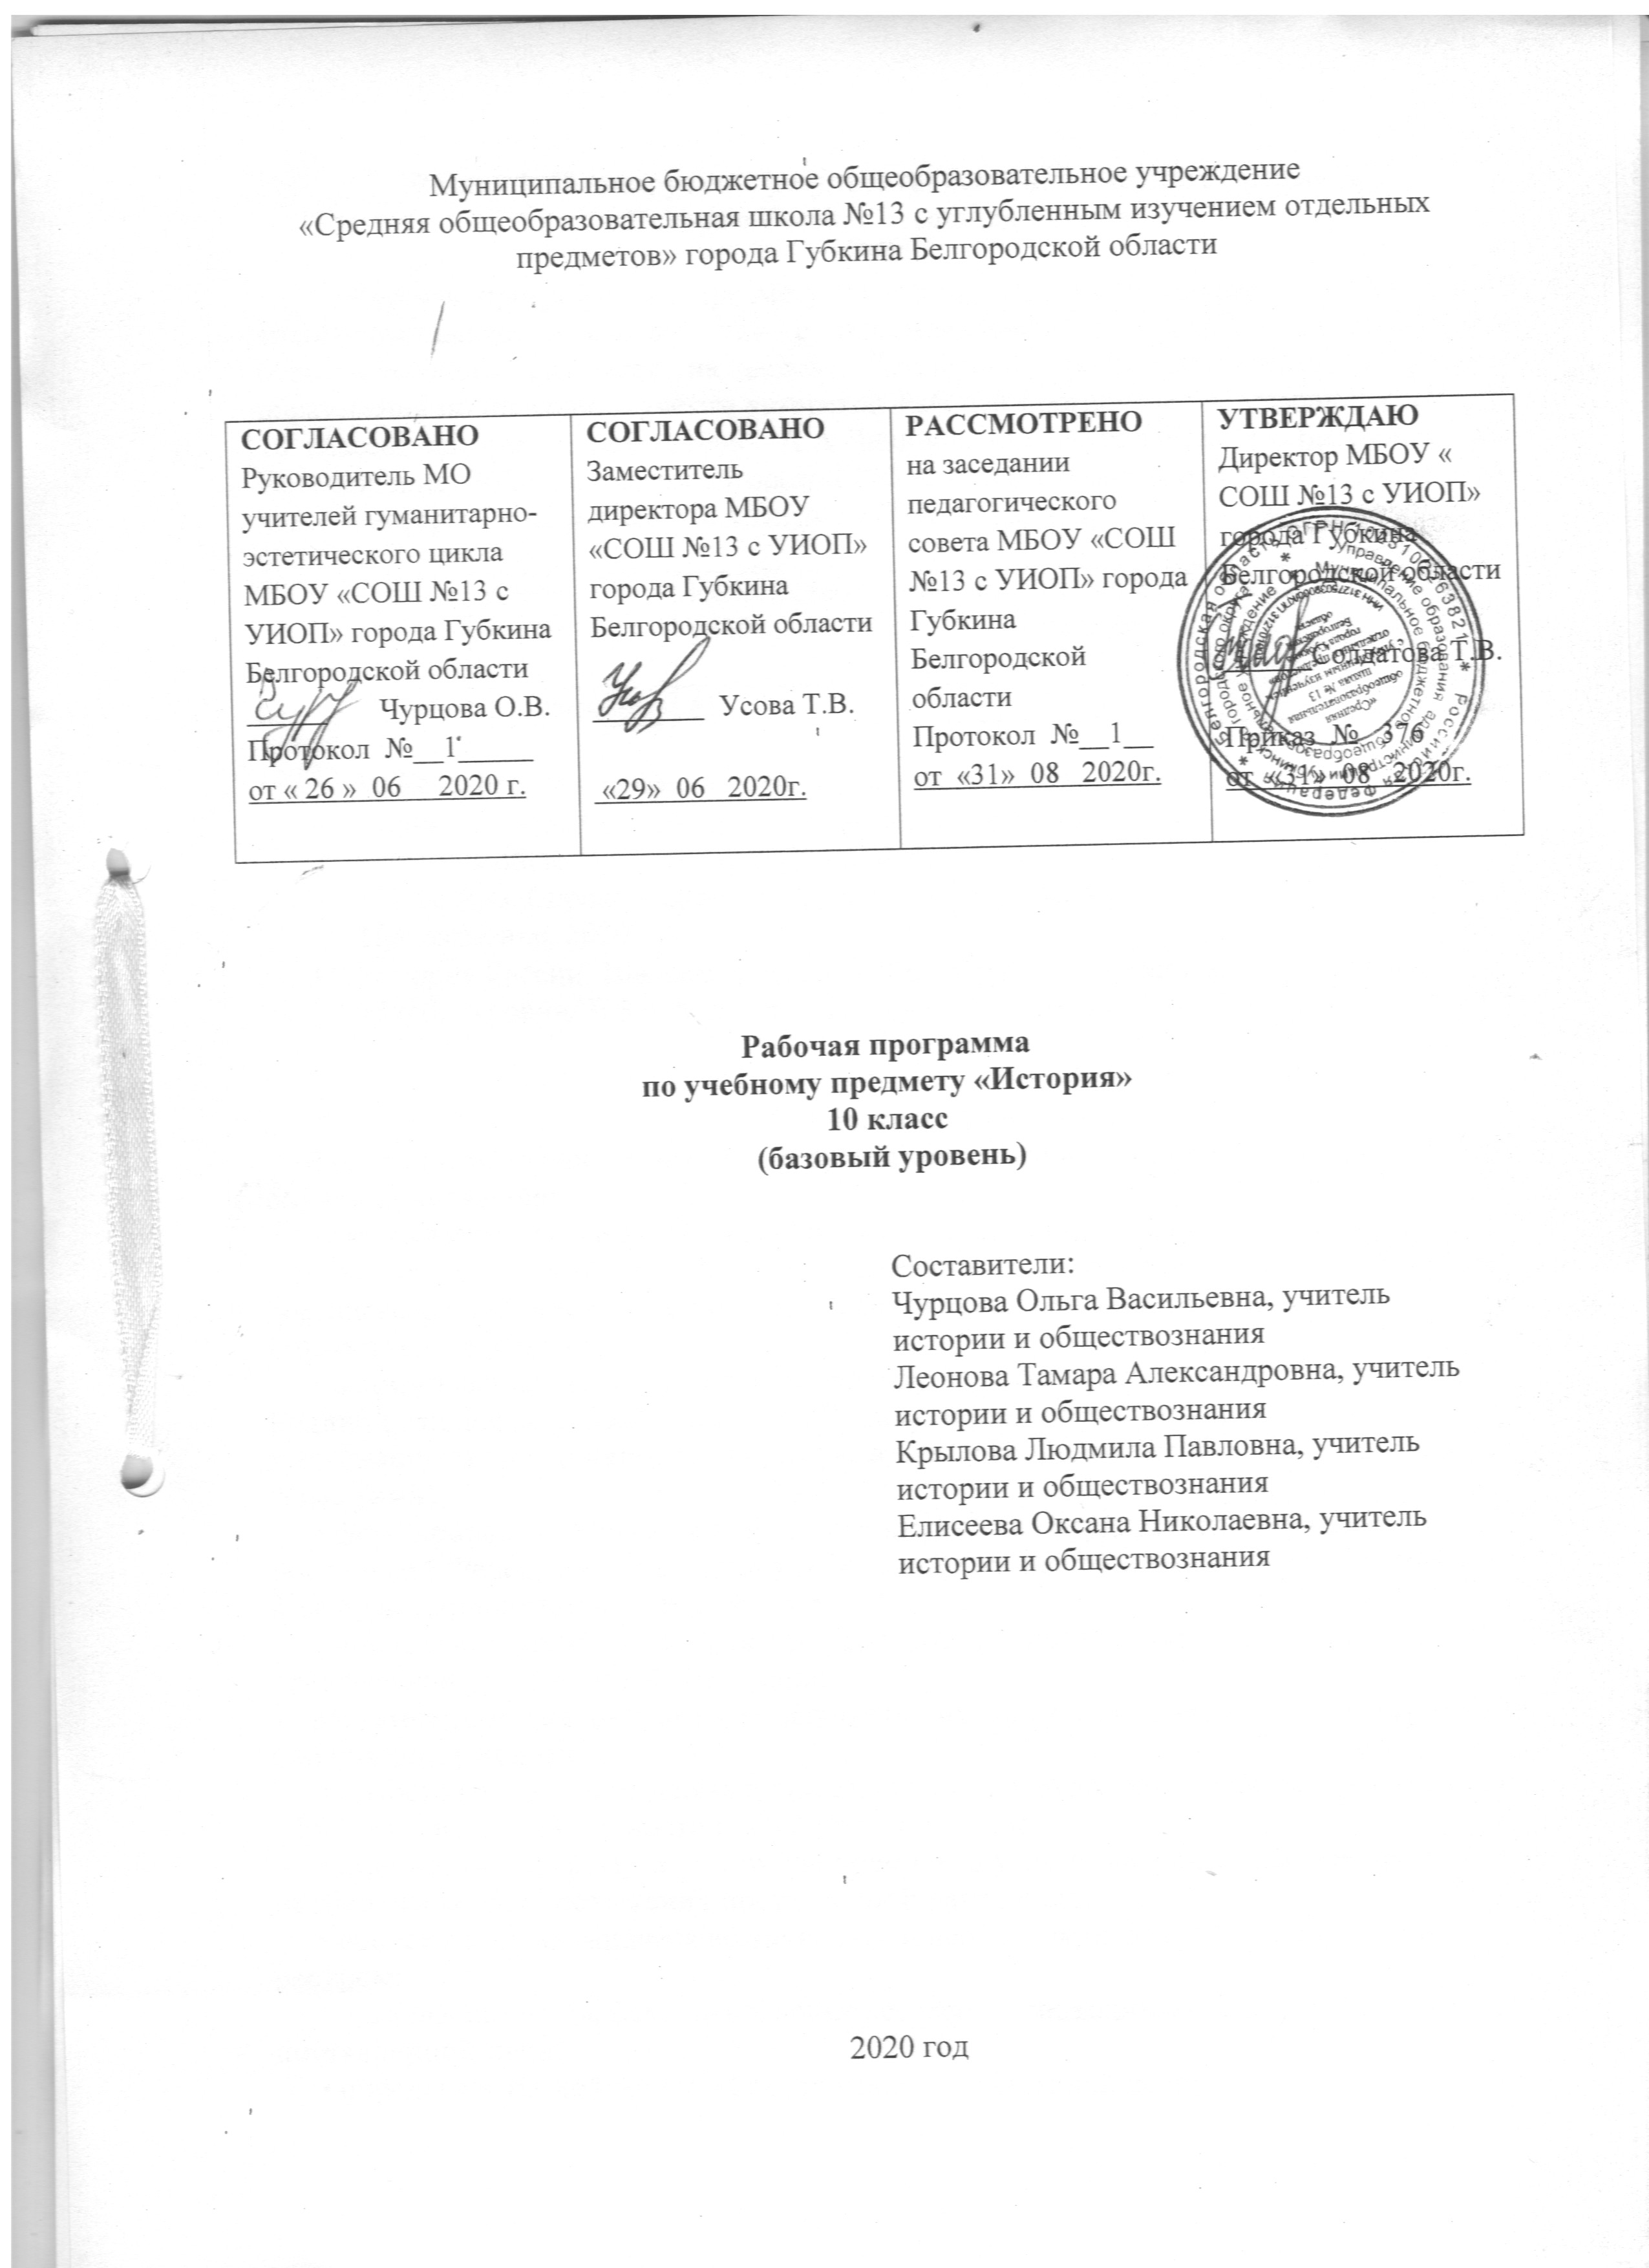 Муниципальное бюджетное общеобразовательное учреждение
«Средняя общеобразовательная школа №13 с углубленным изучением отдельных
предметов» города Губкина Белгородской области
СОГЛАСОВАНО
Руководитель МО
учителей гуманитарно-
эстетического цикла
МБОУ «СОШ №13 с
УИОП» города Губкина
Белгородской области
______ Чурцова О.В.
Протокол №__1______
от « 26 » 06 2020 г.
СОГЛАСОВАНО
Заместитель
директора МБОУ
«СОШ №13 с УИОП»
города Губкина
Белгородской области
________ Усова Т.В.
«29» 06 2020г.
РАССМОТРЕНО
на заседании
педагогического
совета МБОУ «СОШ
№13 с УИОП» города
Губкина
Белгородской
области
Протокол №__1__
от «31» 08 2020г.
УТВЕРЖДАЮ
Директор МБОУ «
СОШ №13 с УИОП»
города Губкина
Белгородской области
Солдатова Т.В.
Приказ № 376
от «31» 08 2020г.
Рабочая программа
по учебному предмету «История»
10 класс
(базовый уровень)
Составители:
Чурцова Ольга Васильевна, учитель
истории и обществознания
Леонова Тамара Александровна, учитель
истории и обществознания
Крылова Людмила Павловна, учитель
истории и обществознания
Елисеева Оксана Николаевна, учитель
истории и обществознания
2020 год